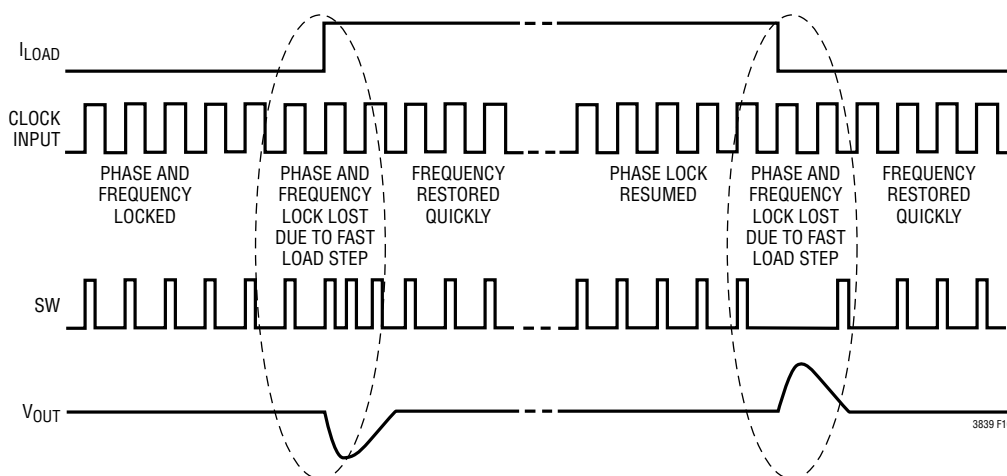 ILOAD
CLOCK
INPUT
PHASE AND
FREQUENCY
LOCKED
PHASE AND
FREQUENCY
LOCK LOST
DUE TO FAST
LOAD STEP
FREQUENCY
RESTORED
QUICKLY
PHASE LOCK
RESUMED
PHASE AND
FREQUENCY
LOCK LOST
DUE TO FAST
LOAD STEP
FREQUENCY
RESTORED
QUICKLY
SW
VOUT